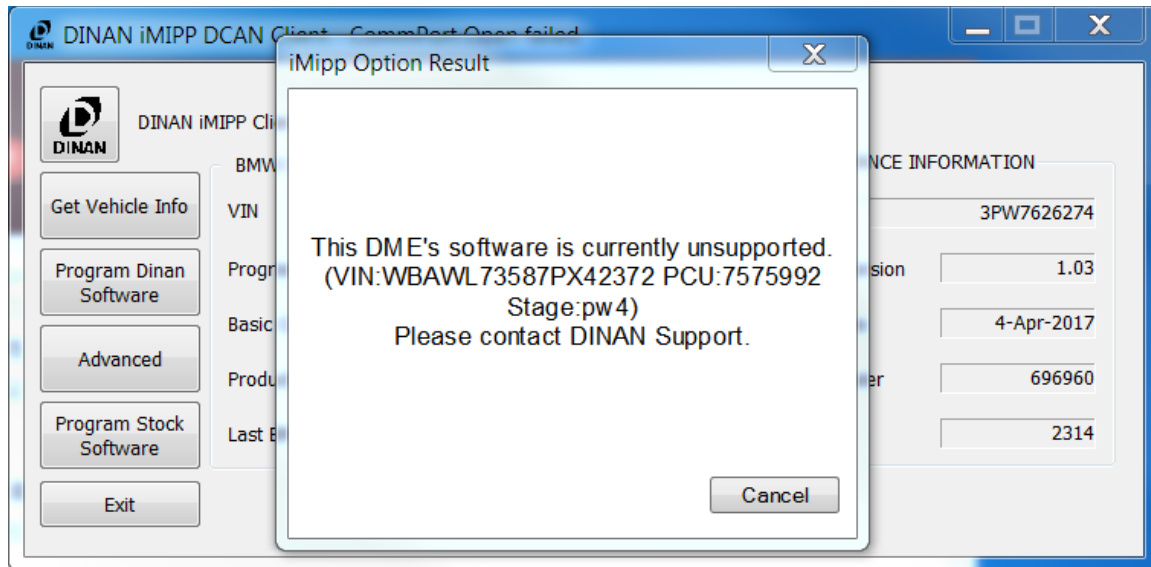 DINAN iMIPP DCAN Client - CommPort Open failed
iMipp Option Result
DINAN
DINAN iMIPP Cli
BMW
NCE INFORMATION
Get Vehicle Info
VIN
3PW7626274
This DME's software is currently unsupported.
(VIN:WBAWL73587PX42372 PCU:7575992
Stage:pw4)
Please contact DINAN Support.
Program Dinan
Software
Progr
sion
1.03
Basic
4-Apr-2017
Advanced
Produ
er
696960
Program Stock
Software
Last E
2314
Cancel
Exit